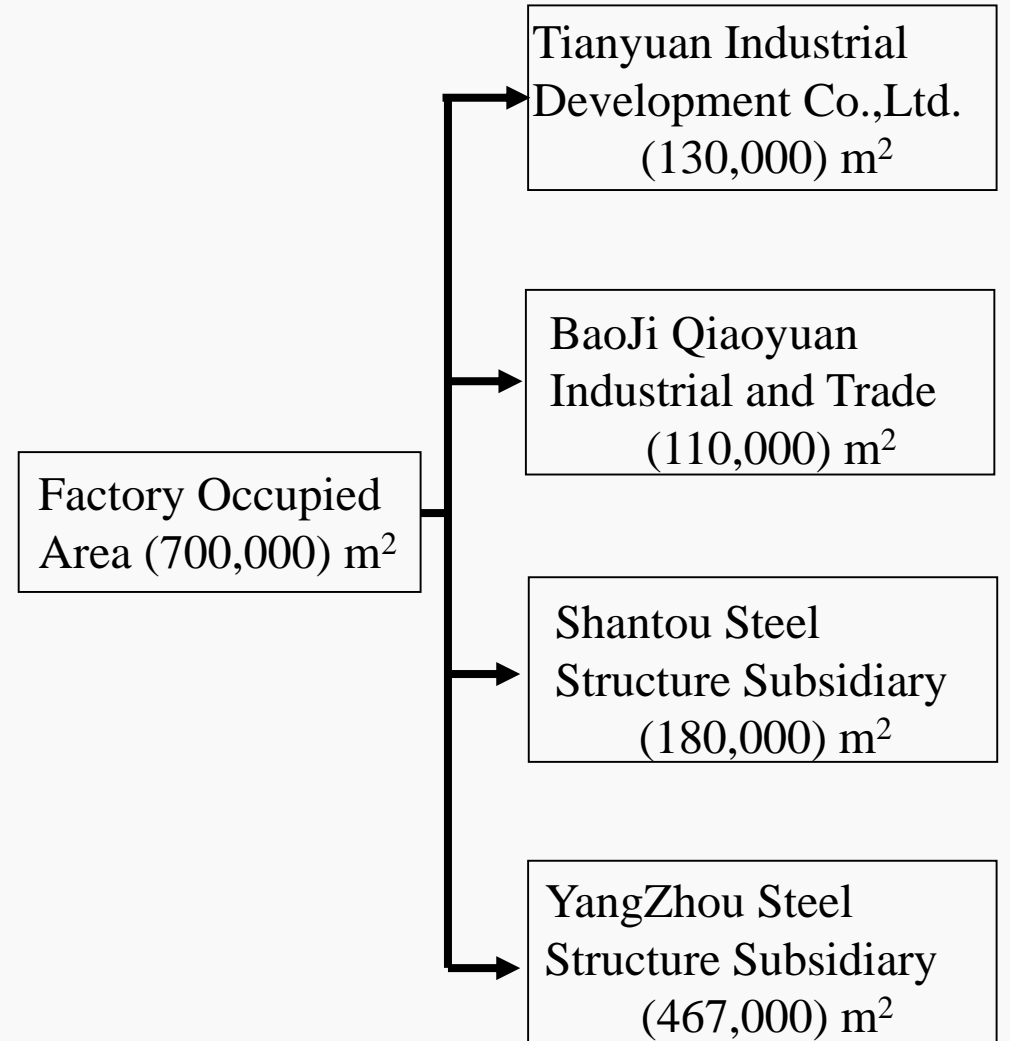 Tianyuan Industrial
Development Co.,Ltd.
(130,000) m²
BaoJi Qiaoyuan
Industrial and Trade
(110,000) m²
Factory Occupied
Area (700,000) m²
Shantou Steel
Structure Subsidiary
(180,000) m²
YangZhou Steel
Structure Subsidiary
(467,000) m²